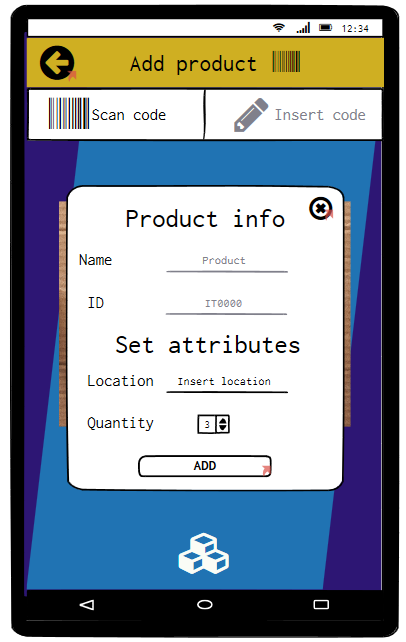 12:34
Add product
Scan code
Insert code
Product info
Name Product
ID IT0000
Set attributes
Location Insert location
Quantity 3
ADD